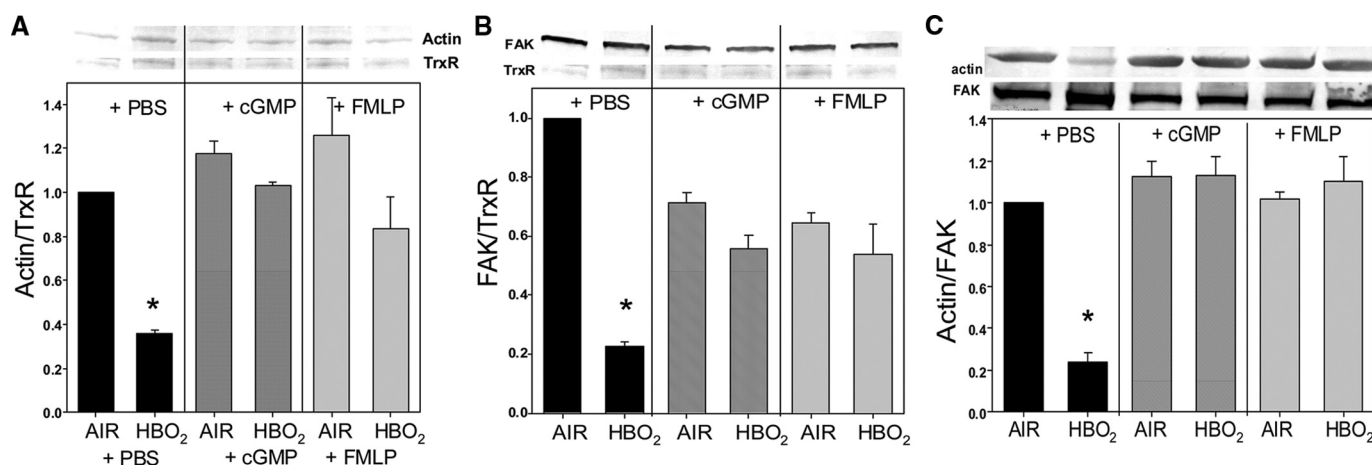 A
Actin
TrxR
+ PBS
+ cGMP
+ FMLP
Actin/TrxR
1.4
1.2
1.0
0.8
0.6
0.4
0.2
0.0
*
AIR HBO₂ AIR HBO₂ AIR HBO₂
+ PBS + cGMP + FMLP
B
FAK
TrxR
+ PBS
+ cGMP
+ FMLP
FAK/TrxR
1.0
0.8
0.6
0.4
0.2
0.0
*
AIR HBO₂ AIR HBO₂ AIR HBO₂
C
actin
FAK
+ PBS
+ cGMP
+ FMLP
Actin/FAK
1.4
1.2
1.0
0.8
0.6
0.4
0.2
0.0
*
AIR HBO₂ AIR HBO₂ AIR HBO₂